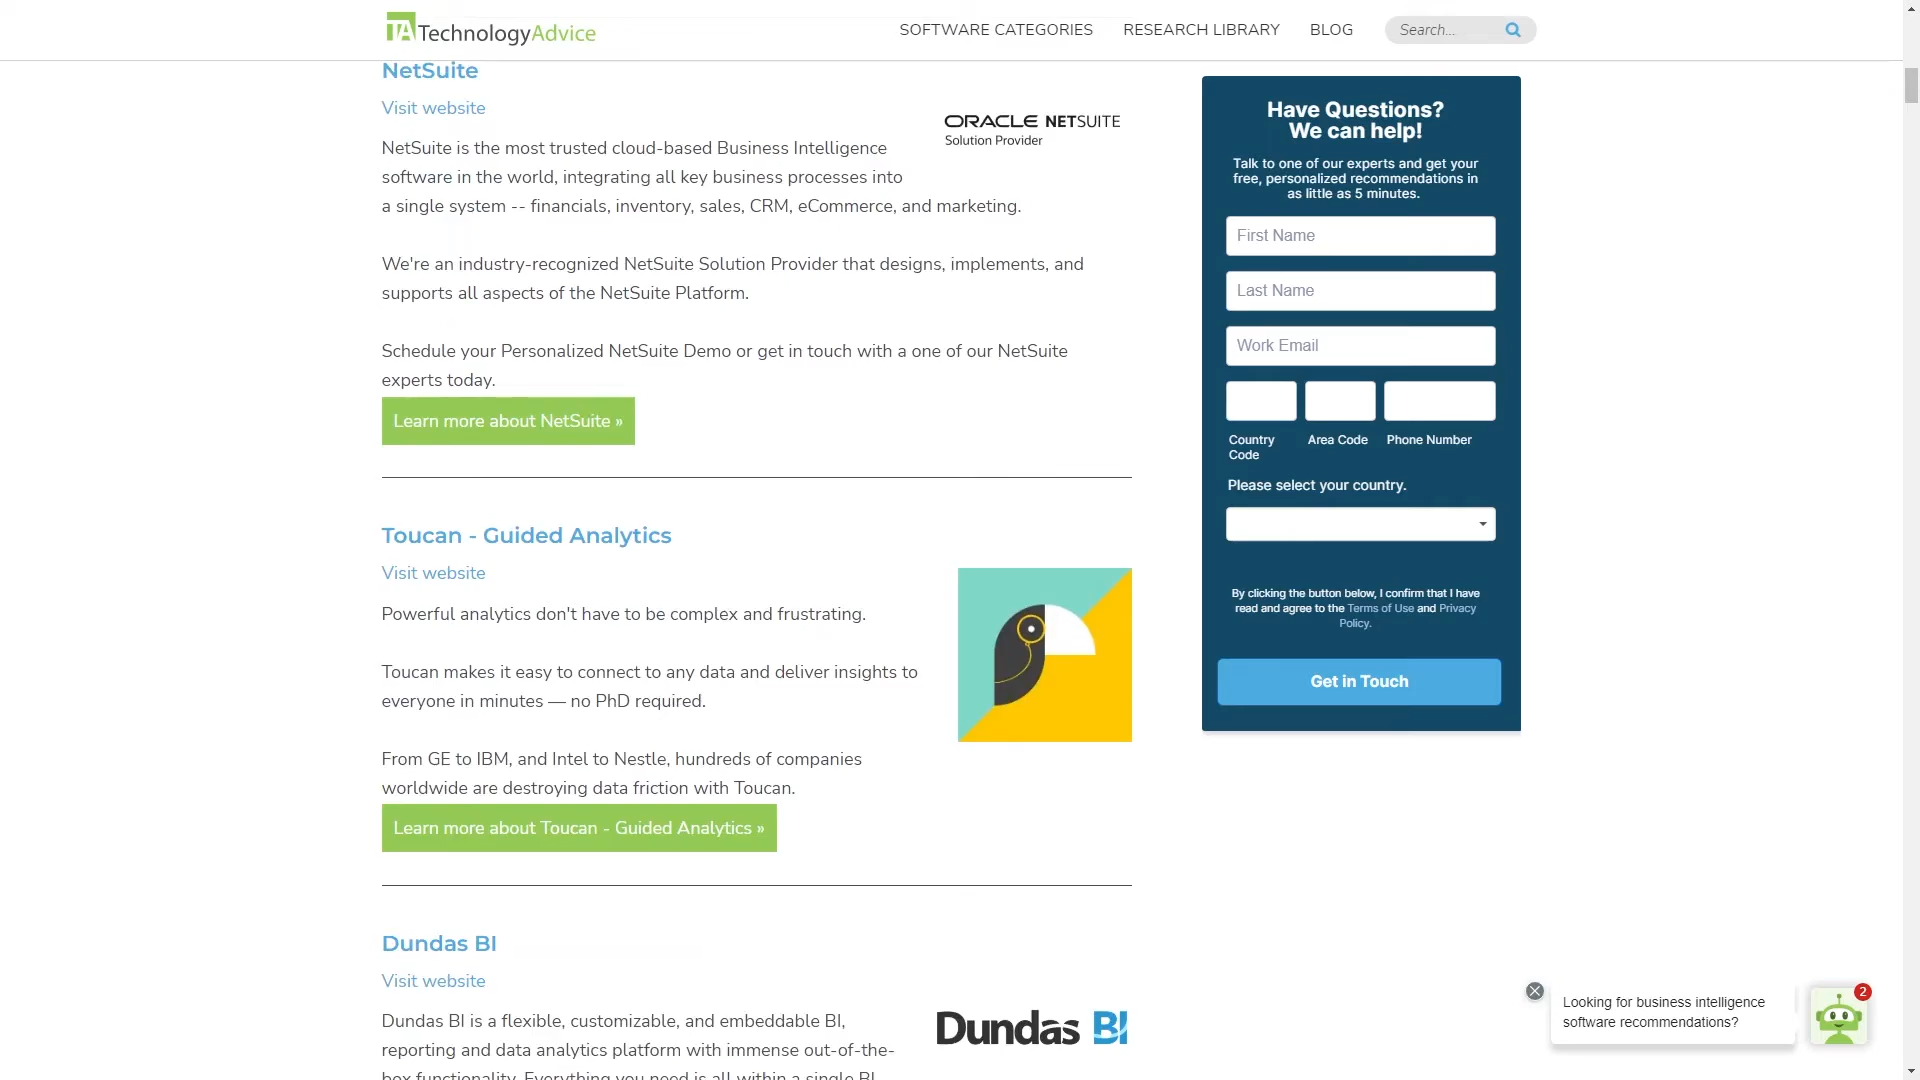 TA TechnologyAdvice
SOFTWARE CATEGORIES
RESEARCH LIBRARY
BLOG
Search...
NetSuite
Visit website
ORACLE NETSUITE
Solution Provider
NetSuite is the most trusted cloud-based Business Intelligence
software in the world, integrating all key business processes into
a single system -- financials, inventory, sales, CRM, eCommerce, and marketing.
We're an industry-recognized NetSuite Solution Provider that designs, implements, and
supports all aspects of the NetSuite Platform.
Schedule your Personalized NetSuite Demo or get in touch with a one of our NetSuite
experts today.
Learn more about NetSuite »
Toucan - Guided Analytics
Visit website
Powerful analytics don't have to be complex and frustrating.
Toucan makes it easy to connect to any data and deliver insights to
everyone in minutes — no PhD required.
From GE to IBM, and Intel to Nestle, hundreds of companies
worldwide are destroying data friction with Toucan.
Learn more about Toucan - Guided Analytics »
Dundas BI
Visit website
Dundas BI
Dundas BI is a flexible, customizable, and embeddable BI,
reporting and data analytics platform with immense out-of-the-
box functionality. Everything you need is all within a single BI
Have Questions?
We can help!
Talk to one of our experts and get your
free, personalized recommendations in
as little as 5 minutes.
First Name
Last Name
Work Email
Country
Code
Area Code
Phone Number
Please select your country.
By clicking the button below, I confirm that I have
read and agree to the Terms of Use and Privacy
Policy.
Get in Touch
Looking for business intelligence
software recommendations?
2